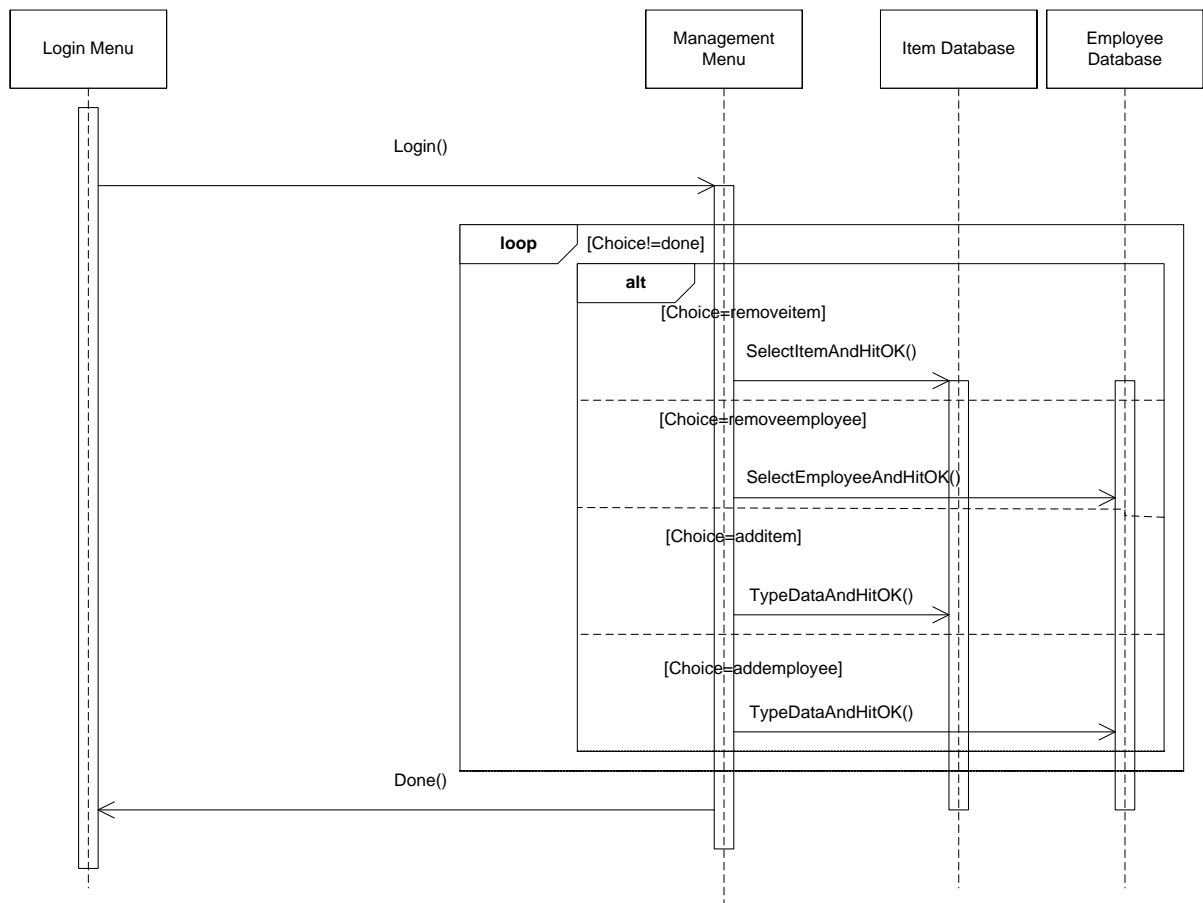 Login Menu
Management
Menu
Item Database
Employee
Database
Login()
loop
[Choice!=done]
alt
[Choice=removeitem]
SelectItemAndHitOK()
[Choice=removeemployee]
SelectEmployeeAndHitOK()
[Choice=additem]
TypeDataAndHitOK()
[Choice=addemployee]
TypeDataAndHitOK()
Done()